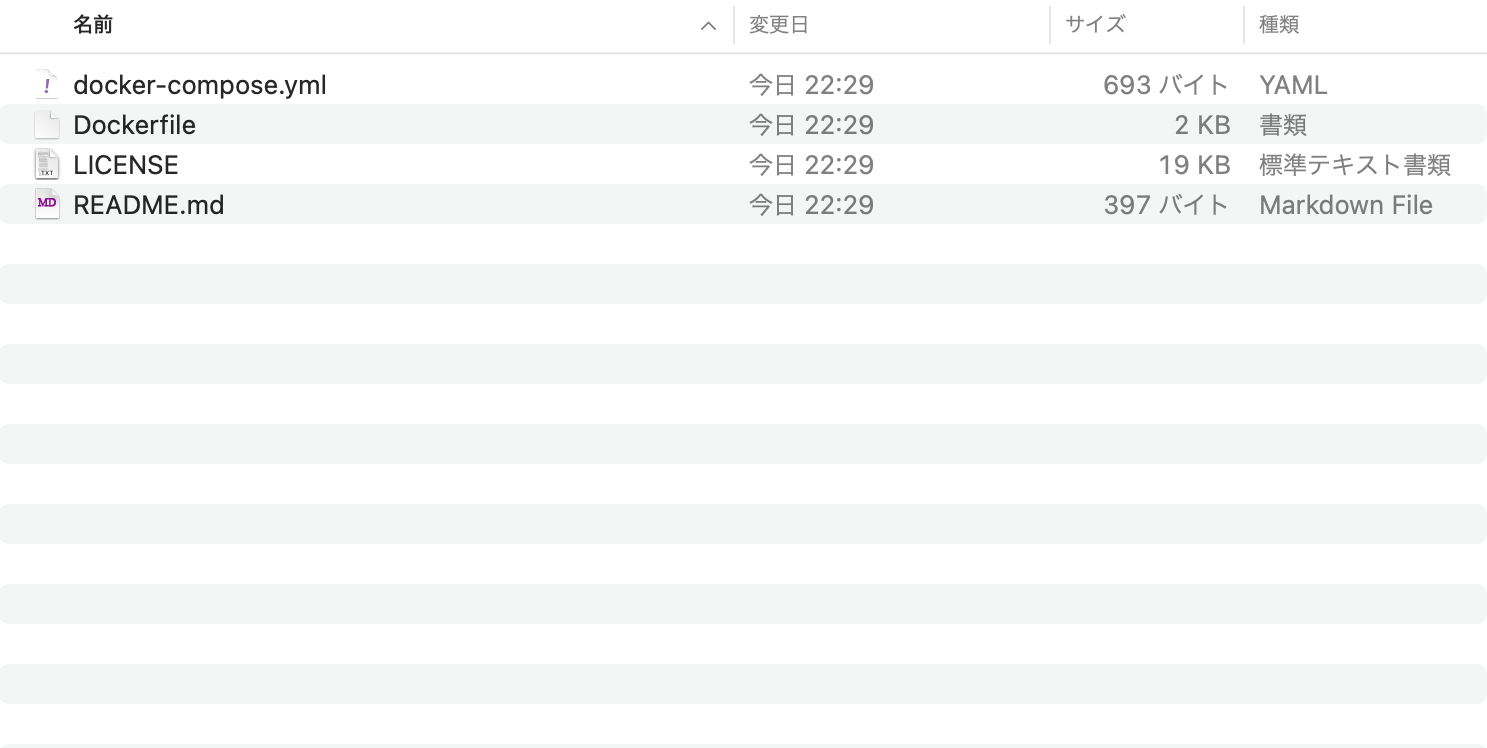 名前 変更日 サイズ 種類
! docker-compose.yml 今日 22:29 693 バイト YAML
Dockerfile 今日 22:29 2 KB 書類
TXT LICENSE 今日 22:29 19 KB 標準テキスト書類
MD README.md 今日 22:29 397 バイト Markdown File